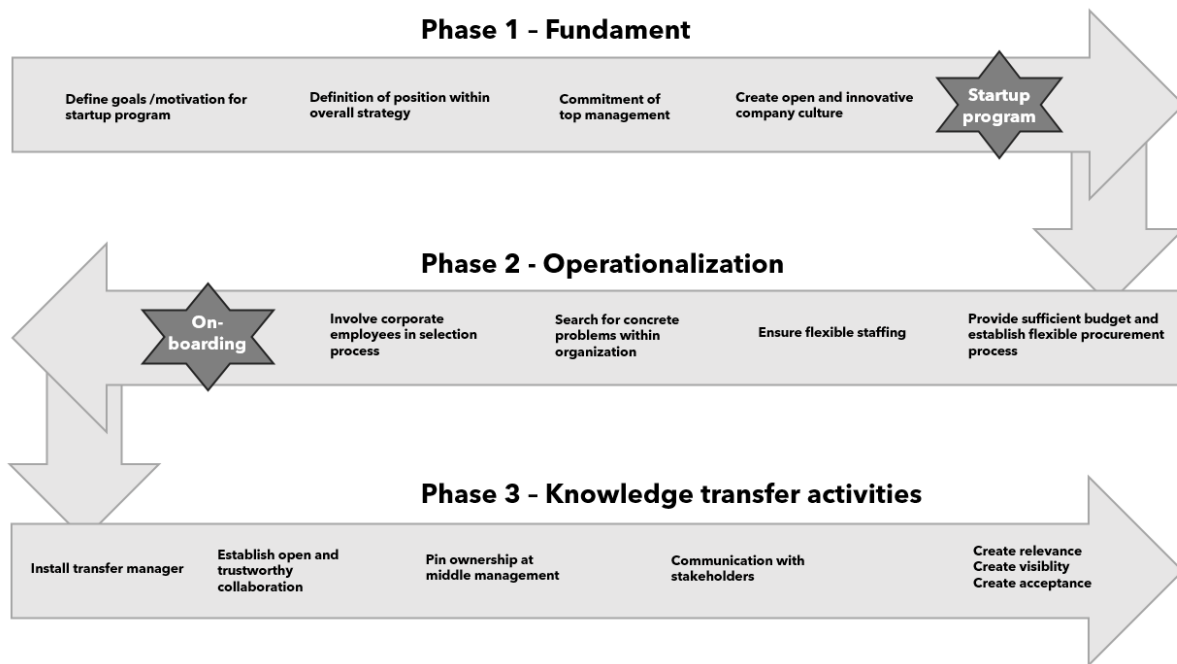 Phase 1 – Fundament
Define goals /motivation for
startup program
Definition of position within
overall strategy
Commitment of
top management
Create open and innovative
company culture
Startup
program
Phase 2 - Operationalization
Provide sufficient budget and
establish flexible procurement
process
Ensure flexible staffing
Search for concrete
problems within
organization
Involve corporate
employees in selection
process
On-
boarding
Phase 3 – Knowledge transfer activities
Install transfer manager
Establish open and
trustworthy
collaboration
Pin ownership at
middle management
Communication with
stakeholders
Create relevance
Create visiblity
Create acceptance